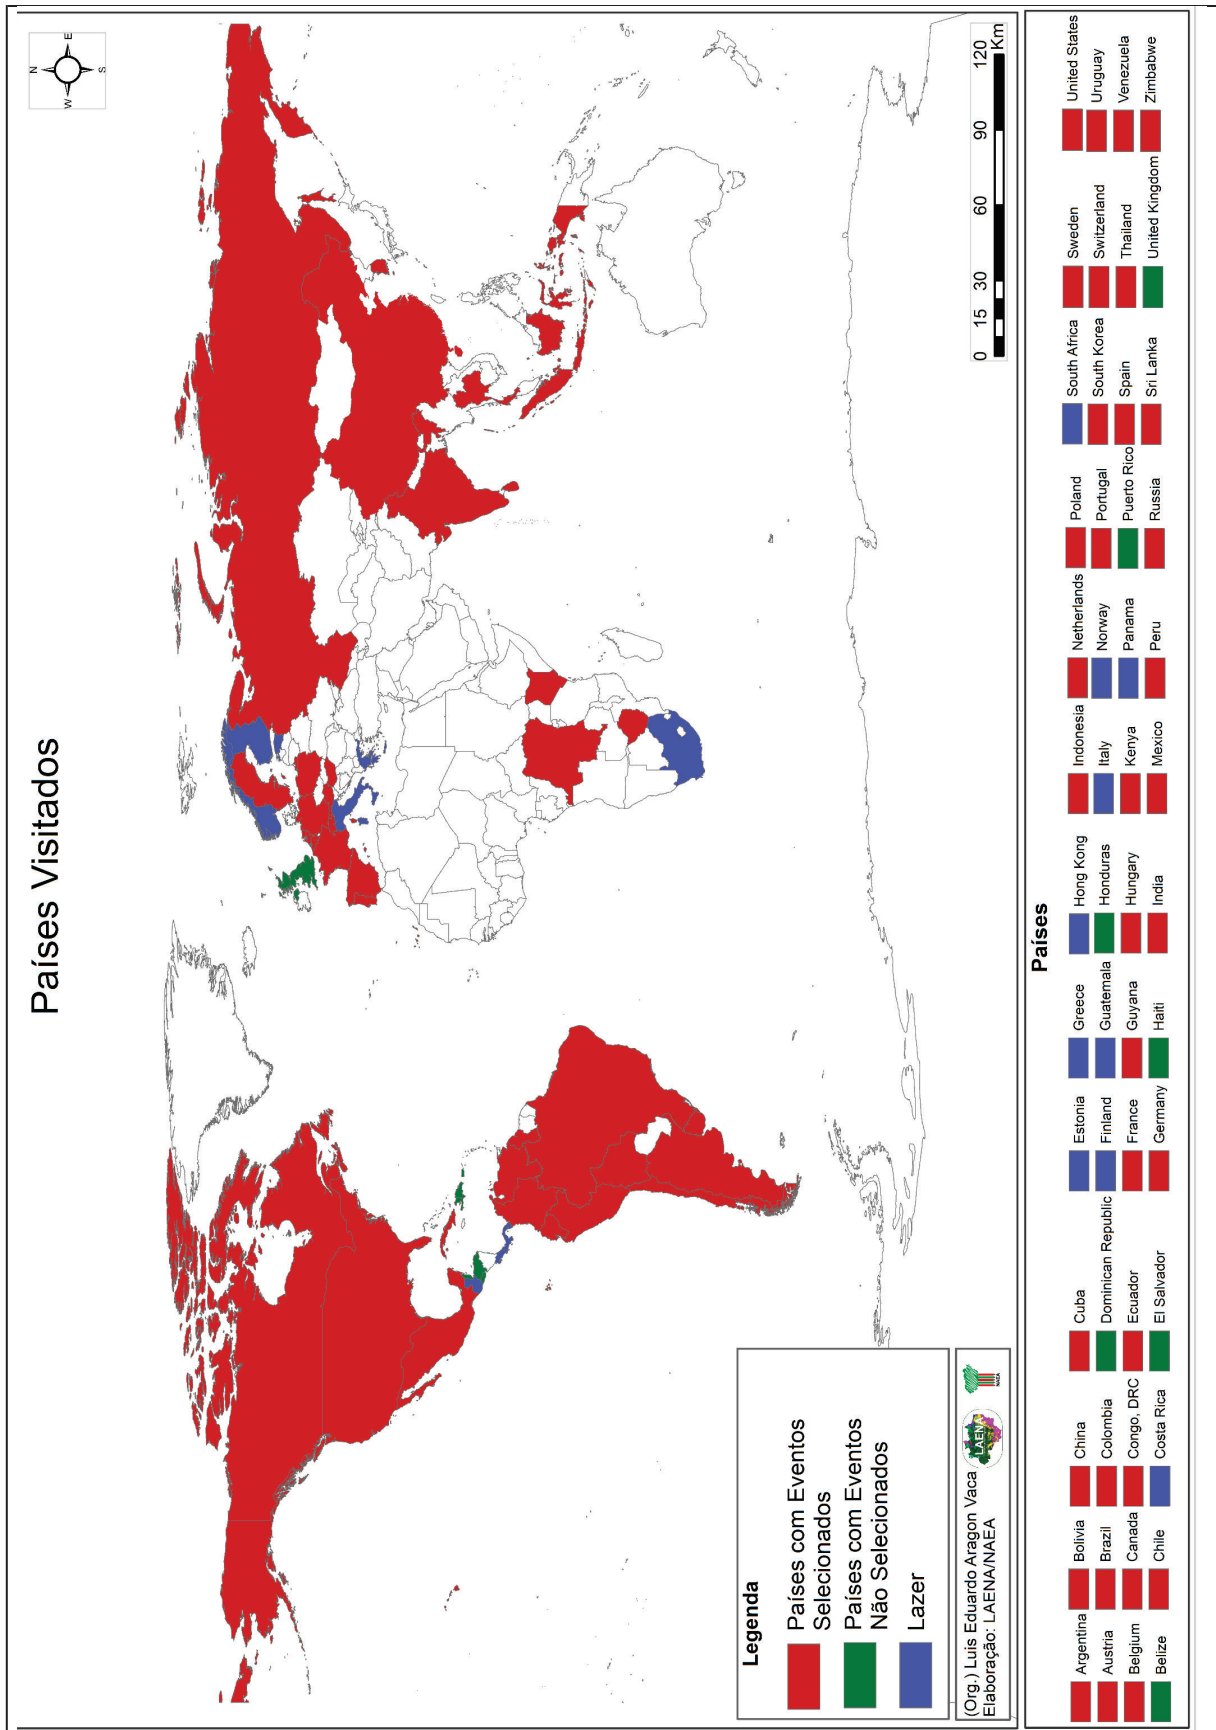 Países Visitados
N
W
E
S
0 15 30 60 90 120
Km
Legenda
Países com Eventos
Selecionados
Países com Eventos
Não Selecionados
Lazer
(Org.) Luis Eduardo Aragon Vaca
Elaboração: LAENA/NAEA
LAENA
NAEA
Países
Argentina
Austria
Belgium
Belize
Bolivia
Brazil
Canada
Chile
China
Colombia
Congo, DRC
Costa Rica
Cuba
Dominican Republic
Ecuador
El Salvador
Estonia
Finland
France
Germany
Greece
Guatemala
Guyana
Haiti
Hong Kong
Honduras
Hungary
India
Indonesia
Italy
Kenya
Mexico
Netherlands
Norway
Panama
Peru
Poland
Portugal
Puerto Rico
Russia
South Africa
South Korea
Spain
Sri Lanka
Sweden
Switzerland
Thailand
United Kingdom
United States
Uruguay
Venezuela
Zimbabwe